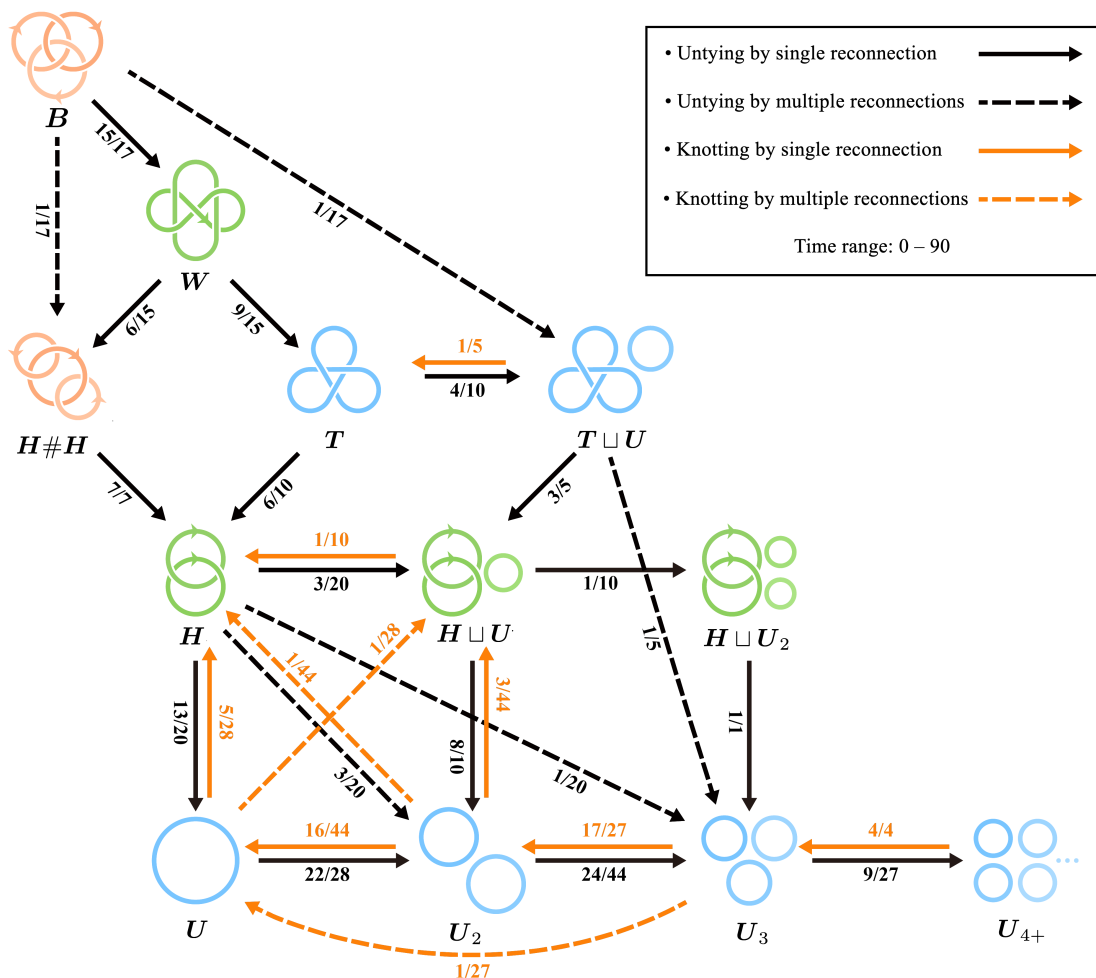 • Untying by single reconnection
• Untying by multiple reconnections
• Knotting by single reconnection
• Knotting by multiple reconnections
Time range: 0 – 90
B
15/17
1/17
1/17
W
6/15
9/15
1/5
4/10
H#H
T
T ⊔ U
7/7
6/10
3/5
1/10
3/20
1/10
1/5
H
H ⊔ U
H ⊔ U₂
1/44
1/28
13/20
5/28
3/20
8/10
3/44
1/20
1/1
16/44
22/28
17/27
24/44
4/4
9/27
U
U₂
U₃
U₄₊
1/27